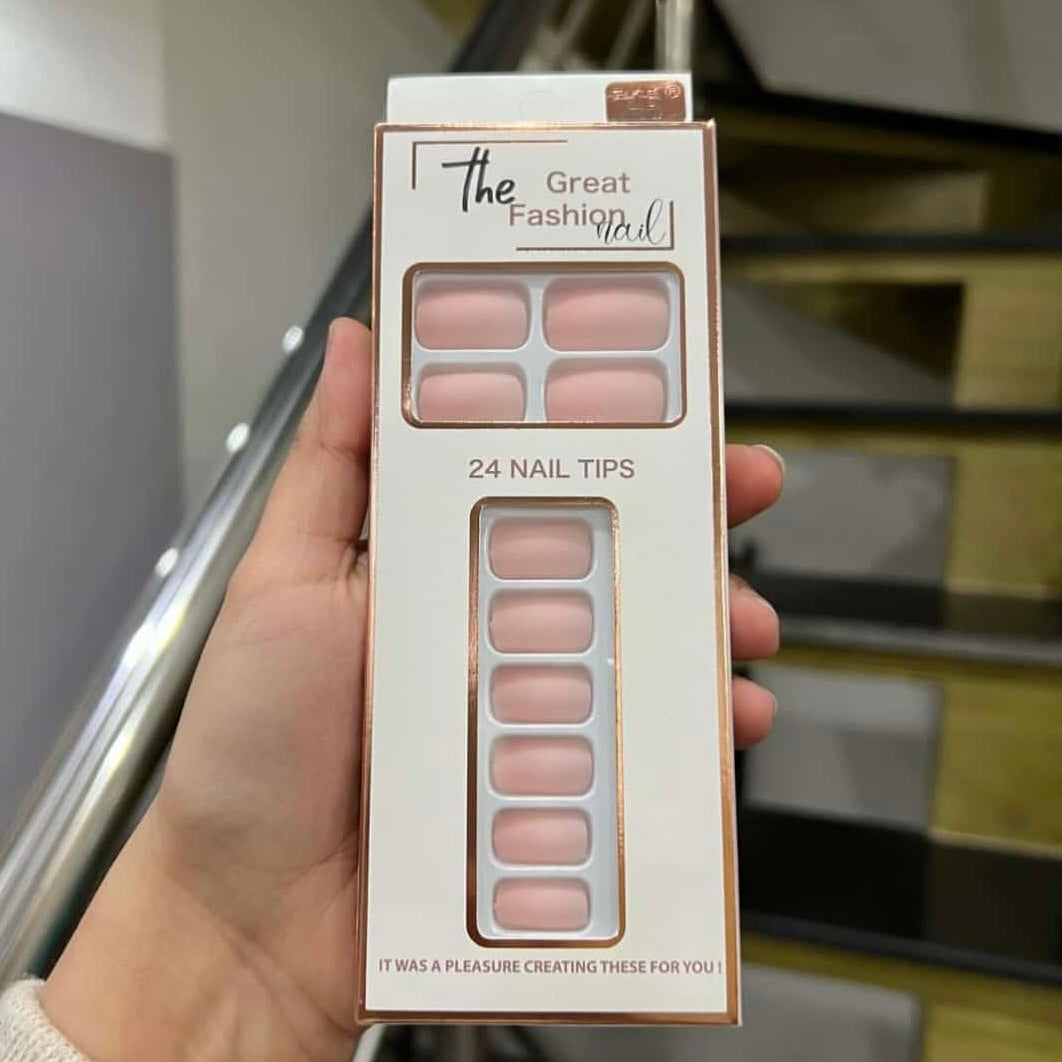 The Great
Fashion nail
24 NAIL TIPS
IT WAS A PLEASURE CREATING THESE FOR YOU !